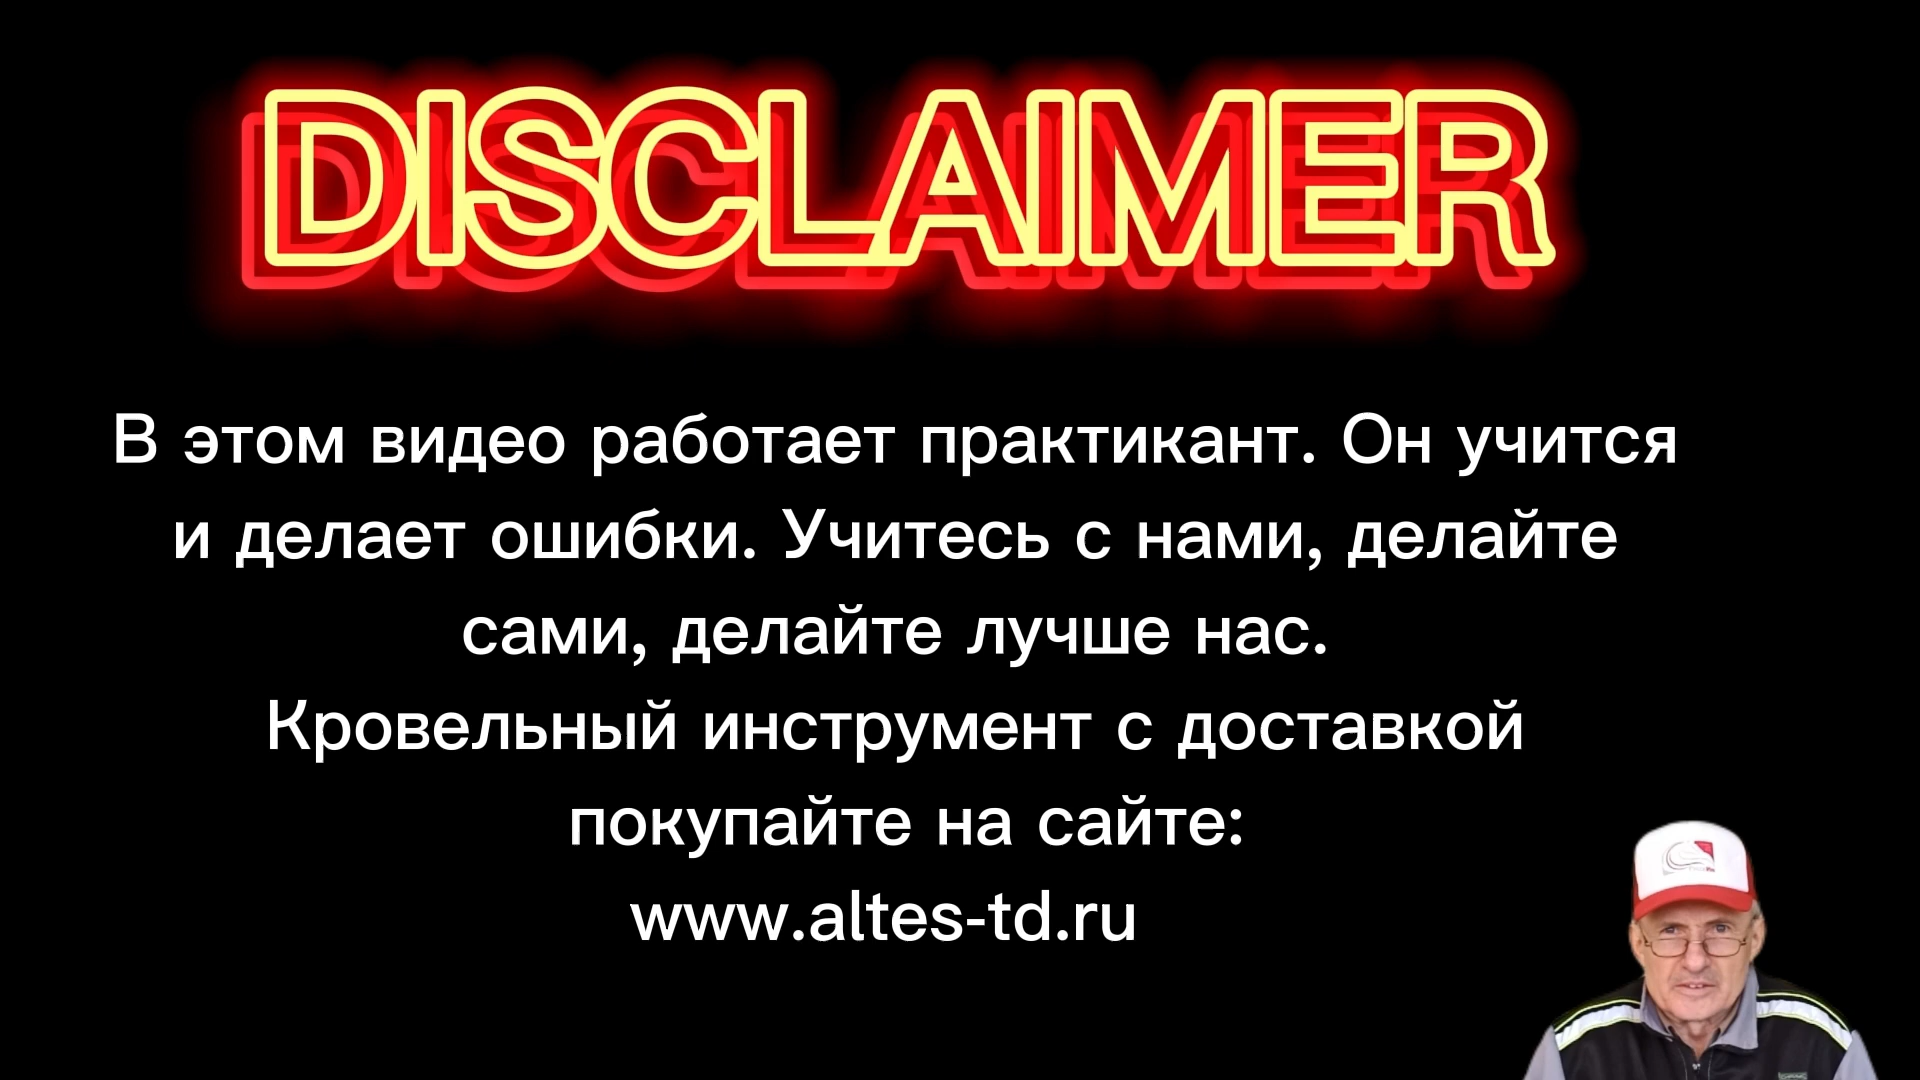 DISCLAIMER
В этом видео работает практикант. Он учится
и делает ошибки. Учитесь с нами, делайте
сами, делайте лучше нас.
Кровельный инструмент с доставкой
покупайте на сайте:
www.altes-td.ru